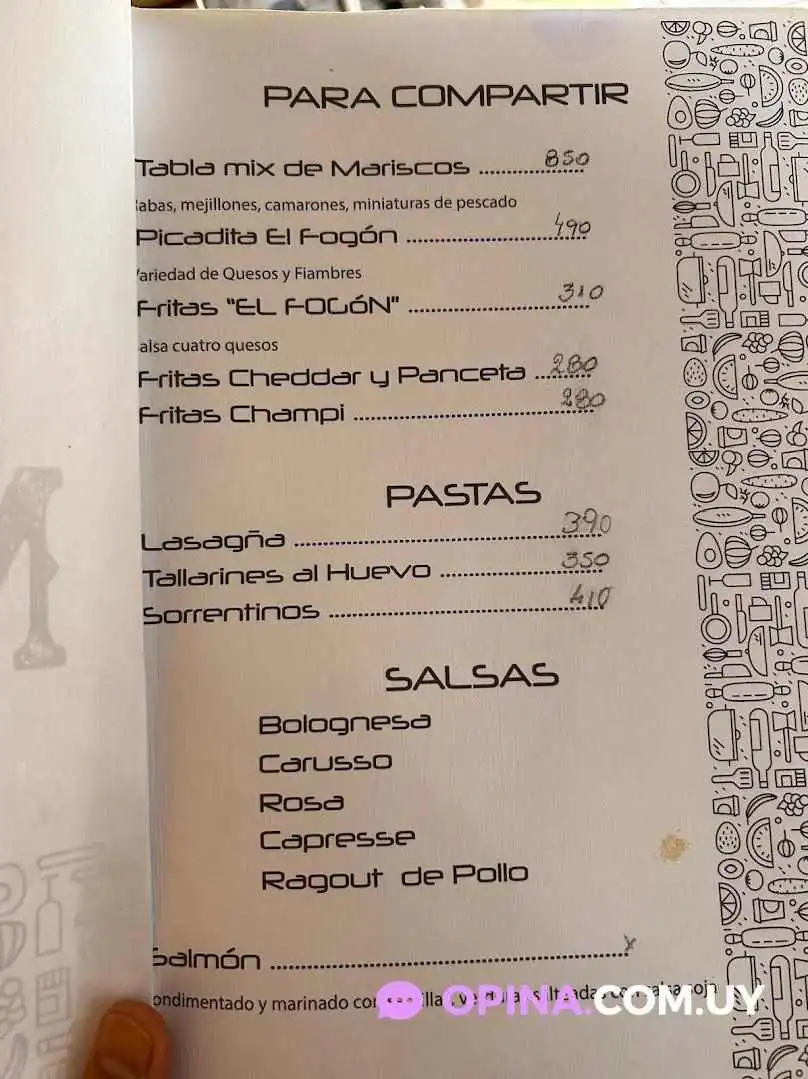 PARA COMPARTIR
Tabla mix de Mariscos ........ 850
abas, mejillones, camarones, miniaturas de pescado
Picadita El Fogón ........ 490
ariedad de Quesos y Fiambres
Fritas "EL FOGóN" ........ 310
alsa cuatro quesos
Fritas Cheddar y Panceta ........ 280
Fritas Champi ........ 280
PASTAS
Lasagña ........ 390
Tallarines al Huevo ........ 350
Sorrentinos ........ 410
SALSAS
Bolognesa
Carusso
Rosa
Capresse
Ragout de Pollo
Salmón ........ x
ondimentado y marinado con
OPINA.COM.UY